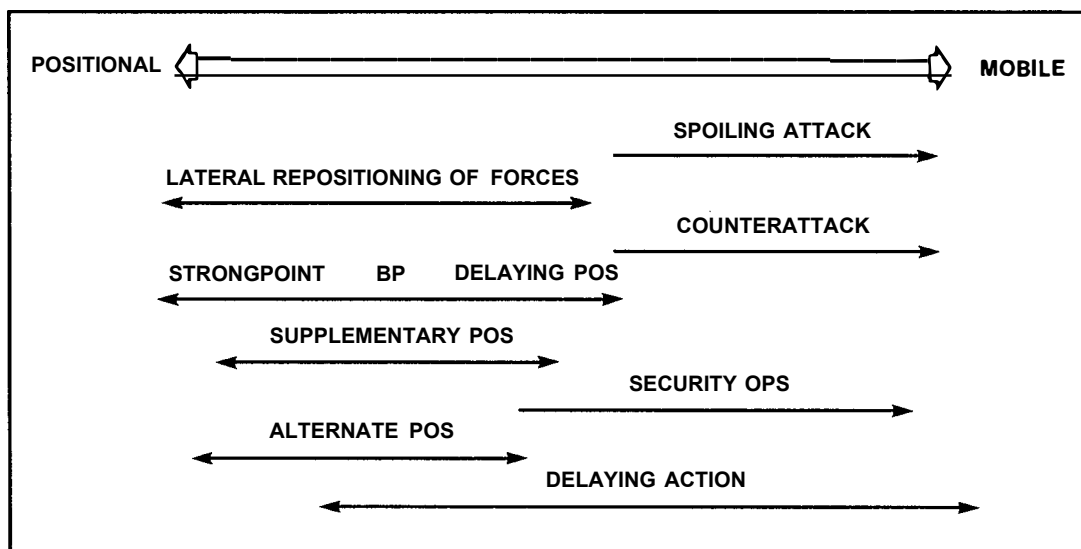 POSITIONAL
MOBILE
SPOILING ATTACK
LATERAL REPOSITIONING OF FORCES
COUNTERATTACK
STRONGPOINT BP DELAYING POS
SUPPLEMENTARY POS
SECURITY OPS
ALTERNATE POS
DELAYING ACTION